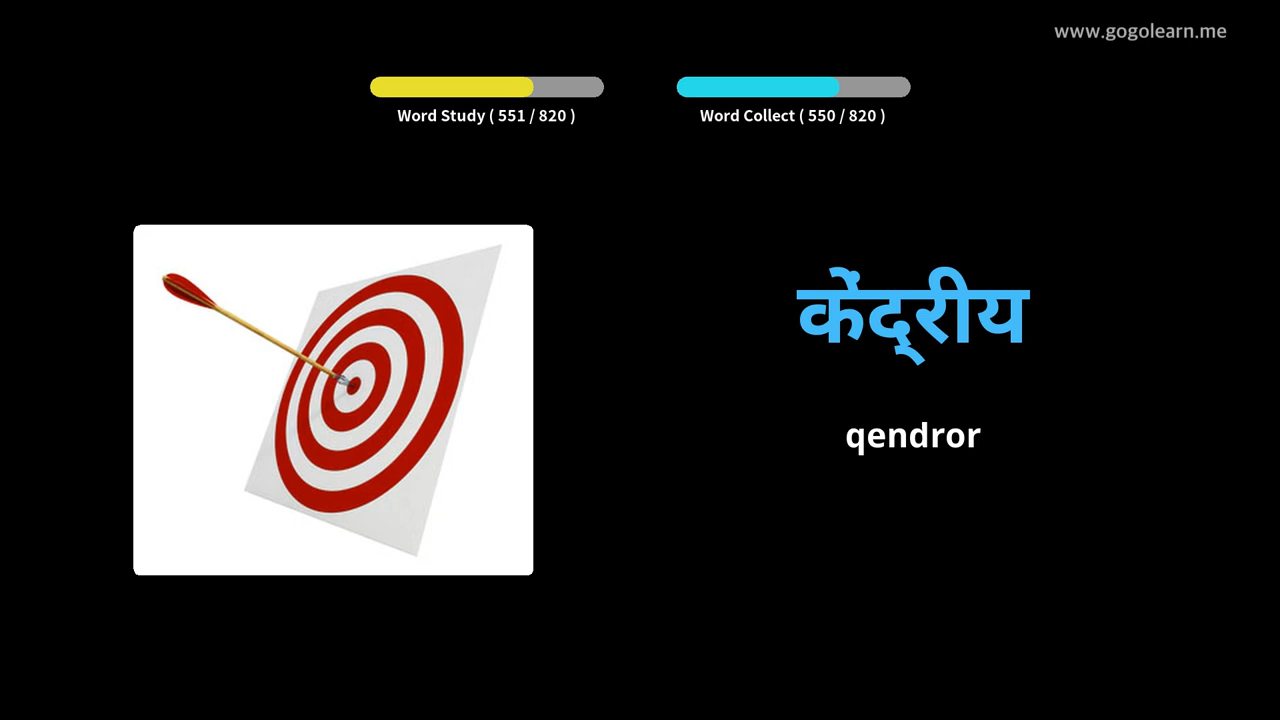 www.gogolearn.me
Word Study ( 551 / 820 )
Word Collect ( 550 / 820 )
केंद्रीय
qendror